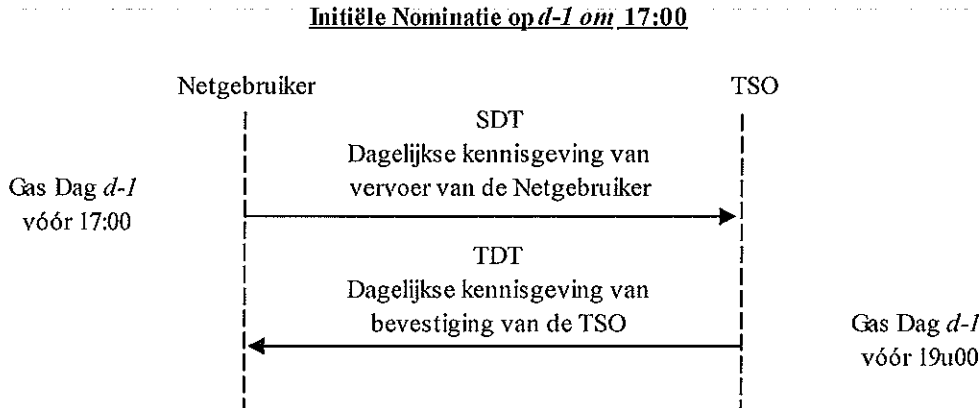 Initiële Nominatie op d-1 om 17:00
Netgebruiker
TSO
SDT
Dagelijkse kennisgeving van
vervoer van de Netgebruiker
Gas Dag d-1
vóór 17:00
TDT
Dagelijkse kennisgeving van
bevestiging van de TSO
Gas Dag d-1
vóór 19u00